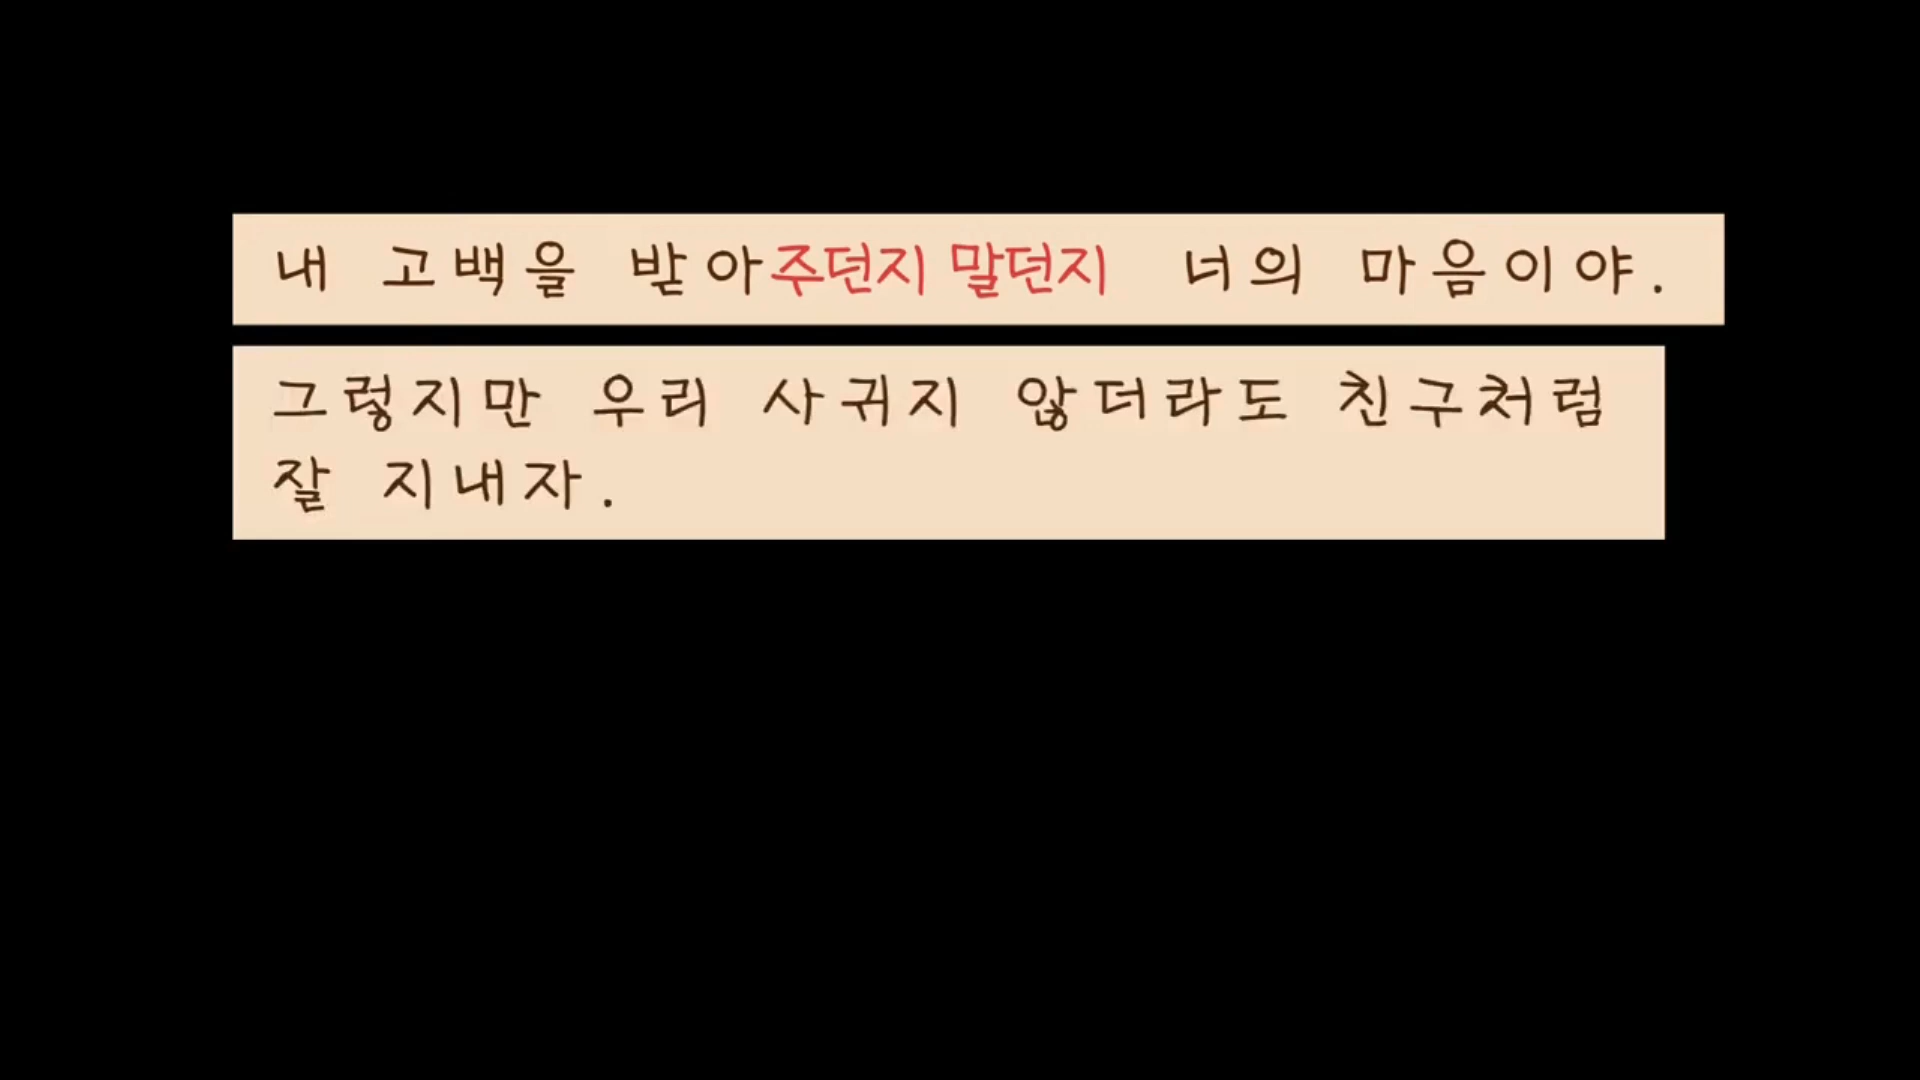 내 고백을 받아주던지 말던지 너의 마음이야.
그렇지만 우리 사귀지 않더라도 친구처럼
잘 지내자.